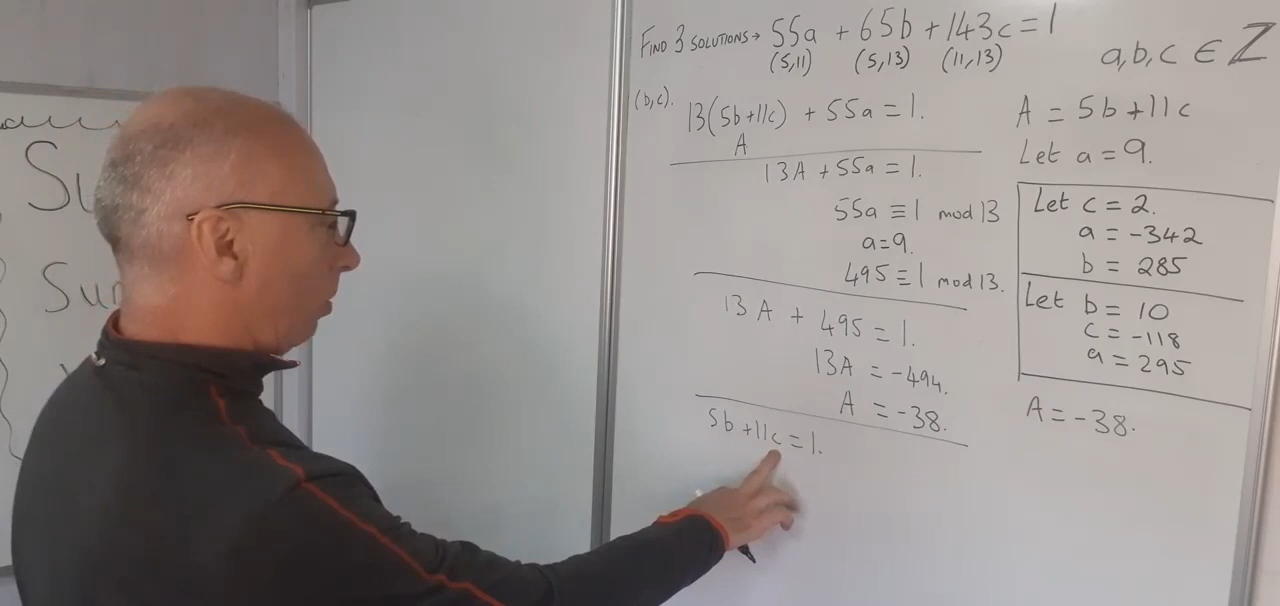 Find 3 solutions → 55a + 65b + 143c = 1
(5,11) (5,13) (11,13)
a,b,c ∈ ℤ
(b,c).
13(5b+11c) + 55a = 1.
A
13A + 55a = 1.
55a ≡ 1 mod 13
a=9.
495 ≡ 1 mod 13.
13A + 495 = 1.
13A = -494.
A = -38.
5b+11c = 1.
A = 5b+11c
Let a = 9.
Let c = 2.
a = -342
b = 285
Let b = 10
c = -118
a = 295
A = -38.
Su
Sur